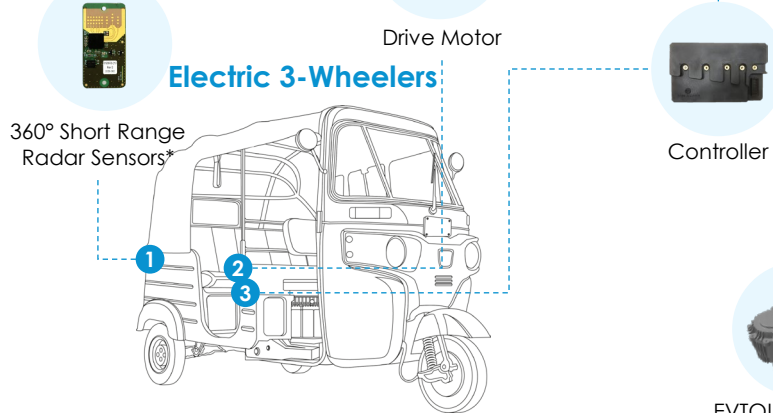 Drive Motor
Electric 3-Wheelers
360° Short Range
Radar Sensors*
Controller
1
2
3